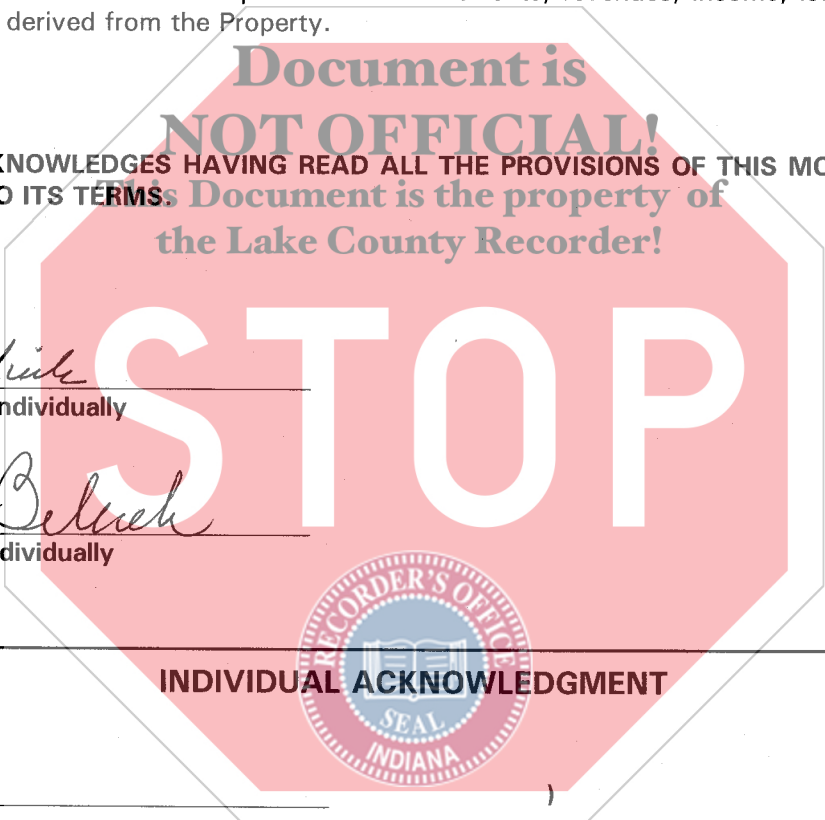 derived from the Property.
Document is
NOT OFFICIAL!
KNOWLEDGES HAVING READ ALL THE PROVISIONS OF THIS MO
O ITS TERMS.
This Document is the property of
the Lake County Recorder!
STOP
ndividually
dividually
RECORDER'S OFFICE
INDIVIDUAL ACKNOWLEDGMENT
SEAL
INDIANA
)